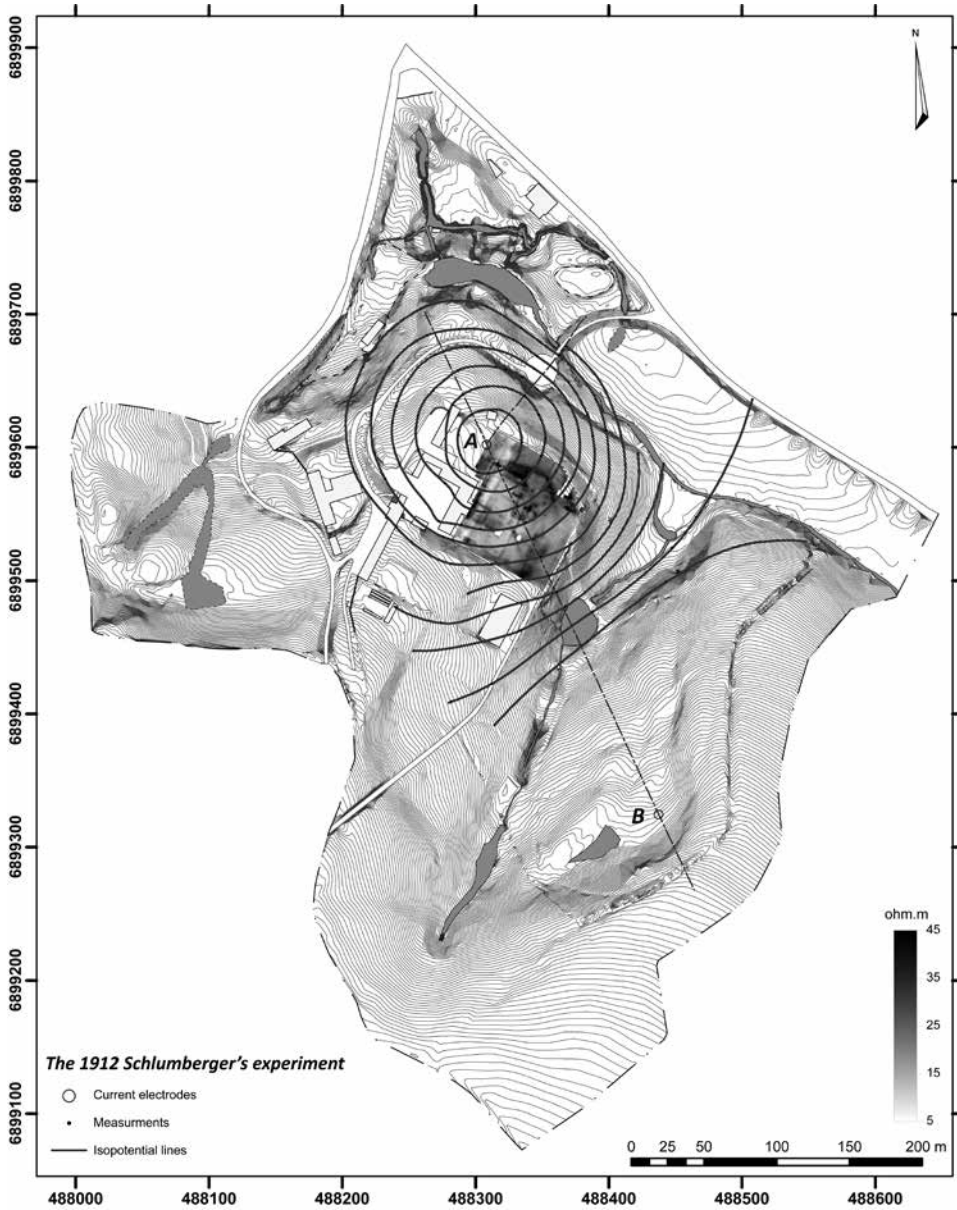 N
6899900
6899800
6899700
6899600
6899500
6899400
6899300
6899200
6899100
A
B
ohm.m
45
35
25
15
5
The 1912 Schlumberger's experiment
Current electrodes
Measurments
Isopotential lines
0 25 50 100 150 200 m
488000 488100 488200 488300 488400 488500 488600